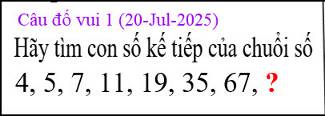 Câu đố vui 1 (20-Jul-2025)
Hãy tìm con số kế tiếp của chuỗi số
4, 5, 7, 11, 19, 35, 67, ?